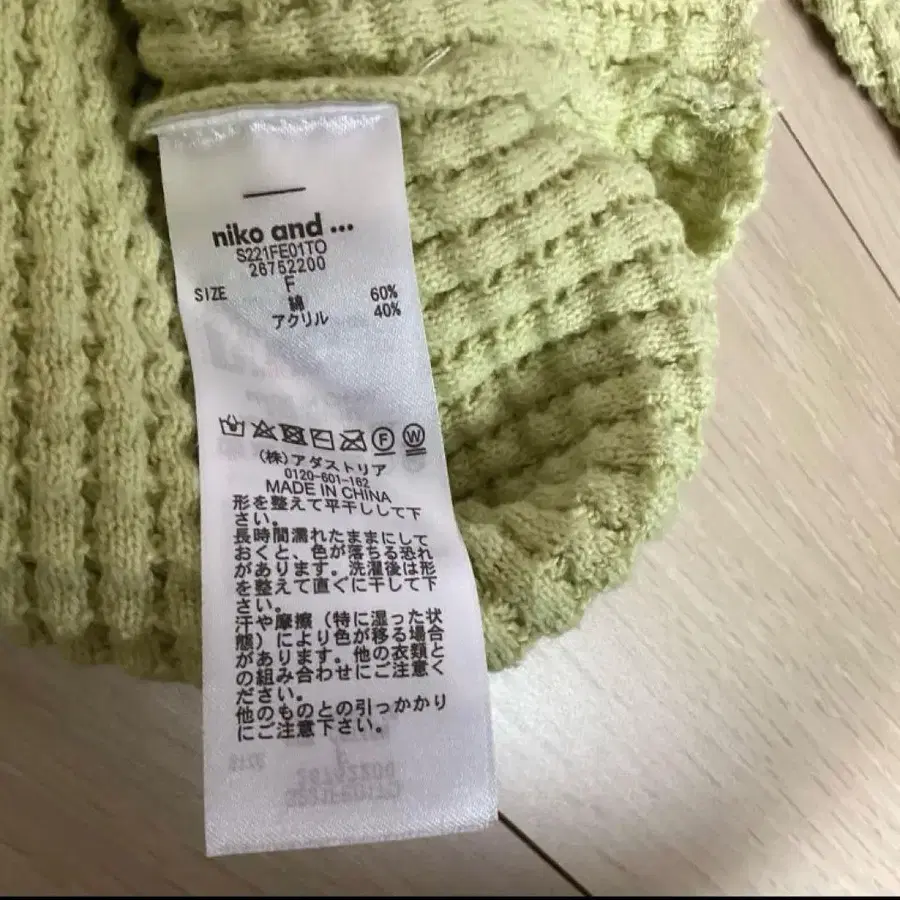 niko and ...
S221FE01TO
26752200
SIZE F
綿 60%
アクリル 40%
F W
(株)アダストリア
0120-601-162
MADE IN CHINA
形を整えて平干しして下
さい。
長時間濡れたままにして
おくと、色が落ちる恐れ
があります。洗濯後は形
を整えて直ぐに干して下
さい。
汗や摩擦(特に湿った状
態)により色が移る場合
があります。他の衣類と
の組み合わせにご注意く
ださい。
他のものとの引っかかり
にご注意下さい。